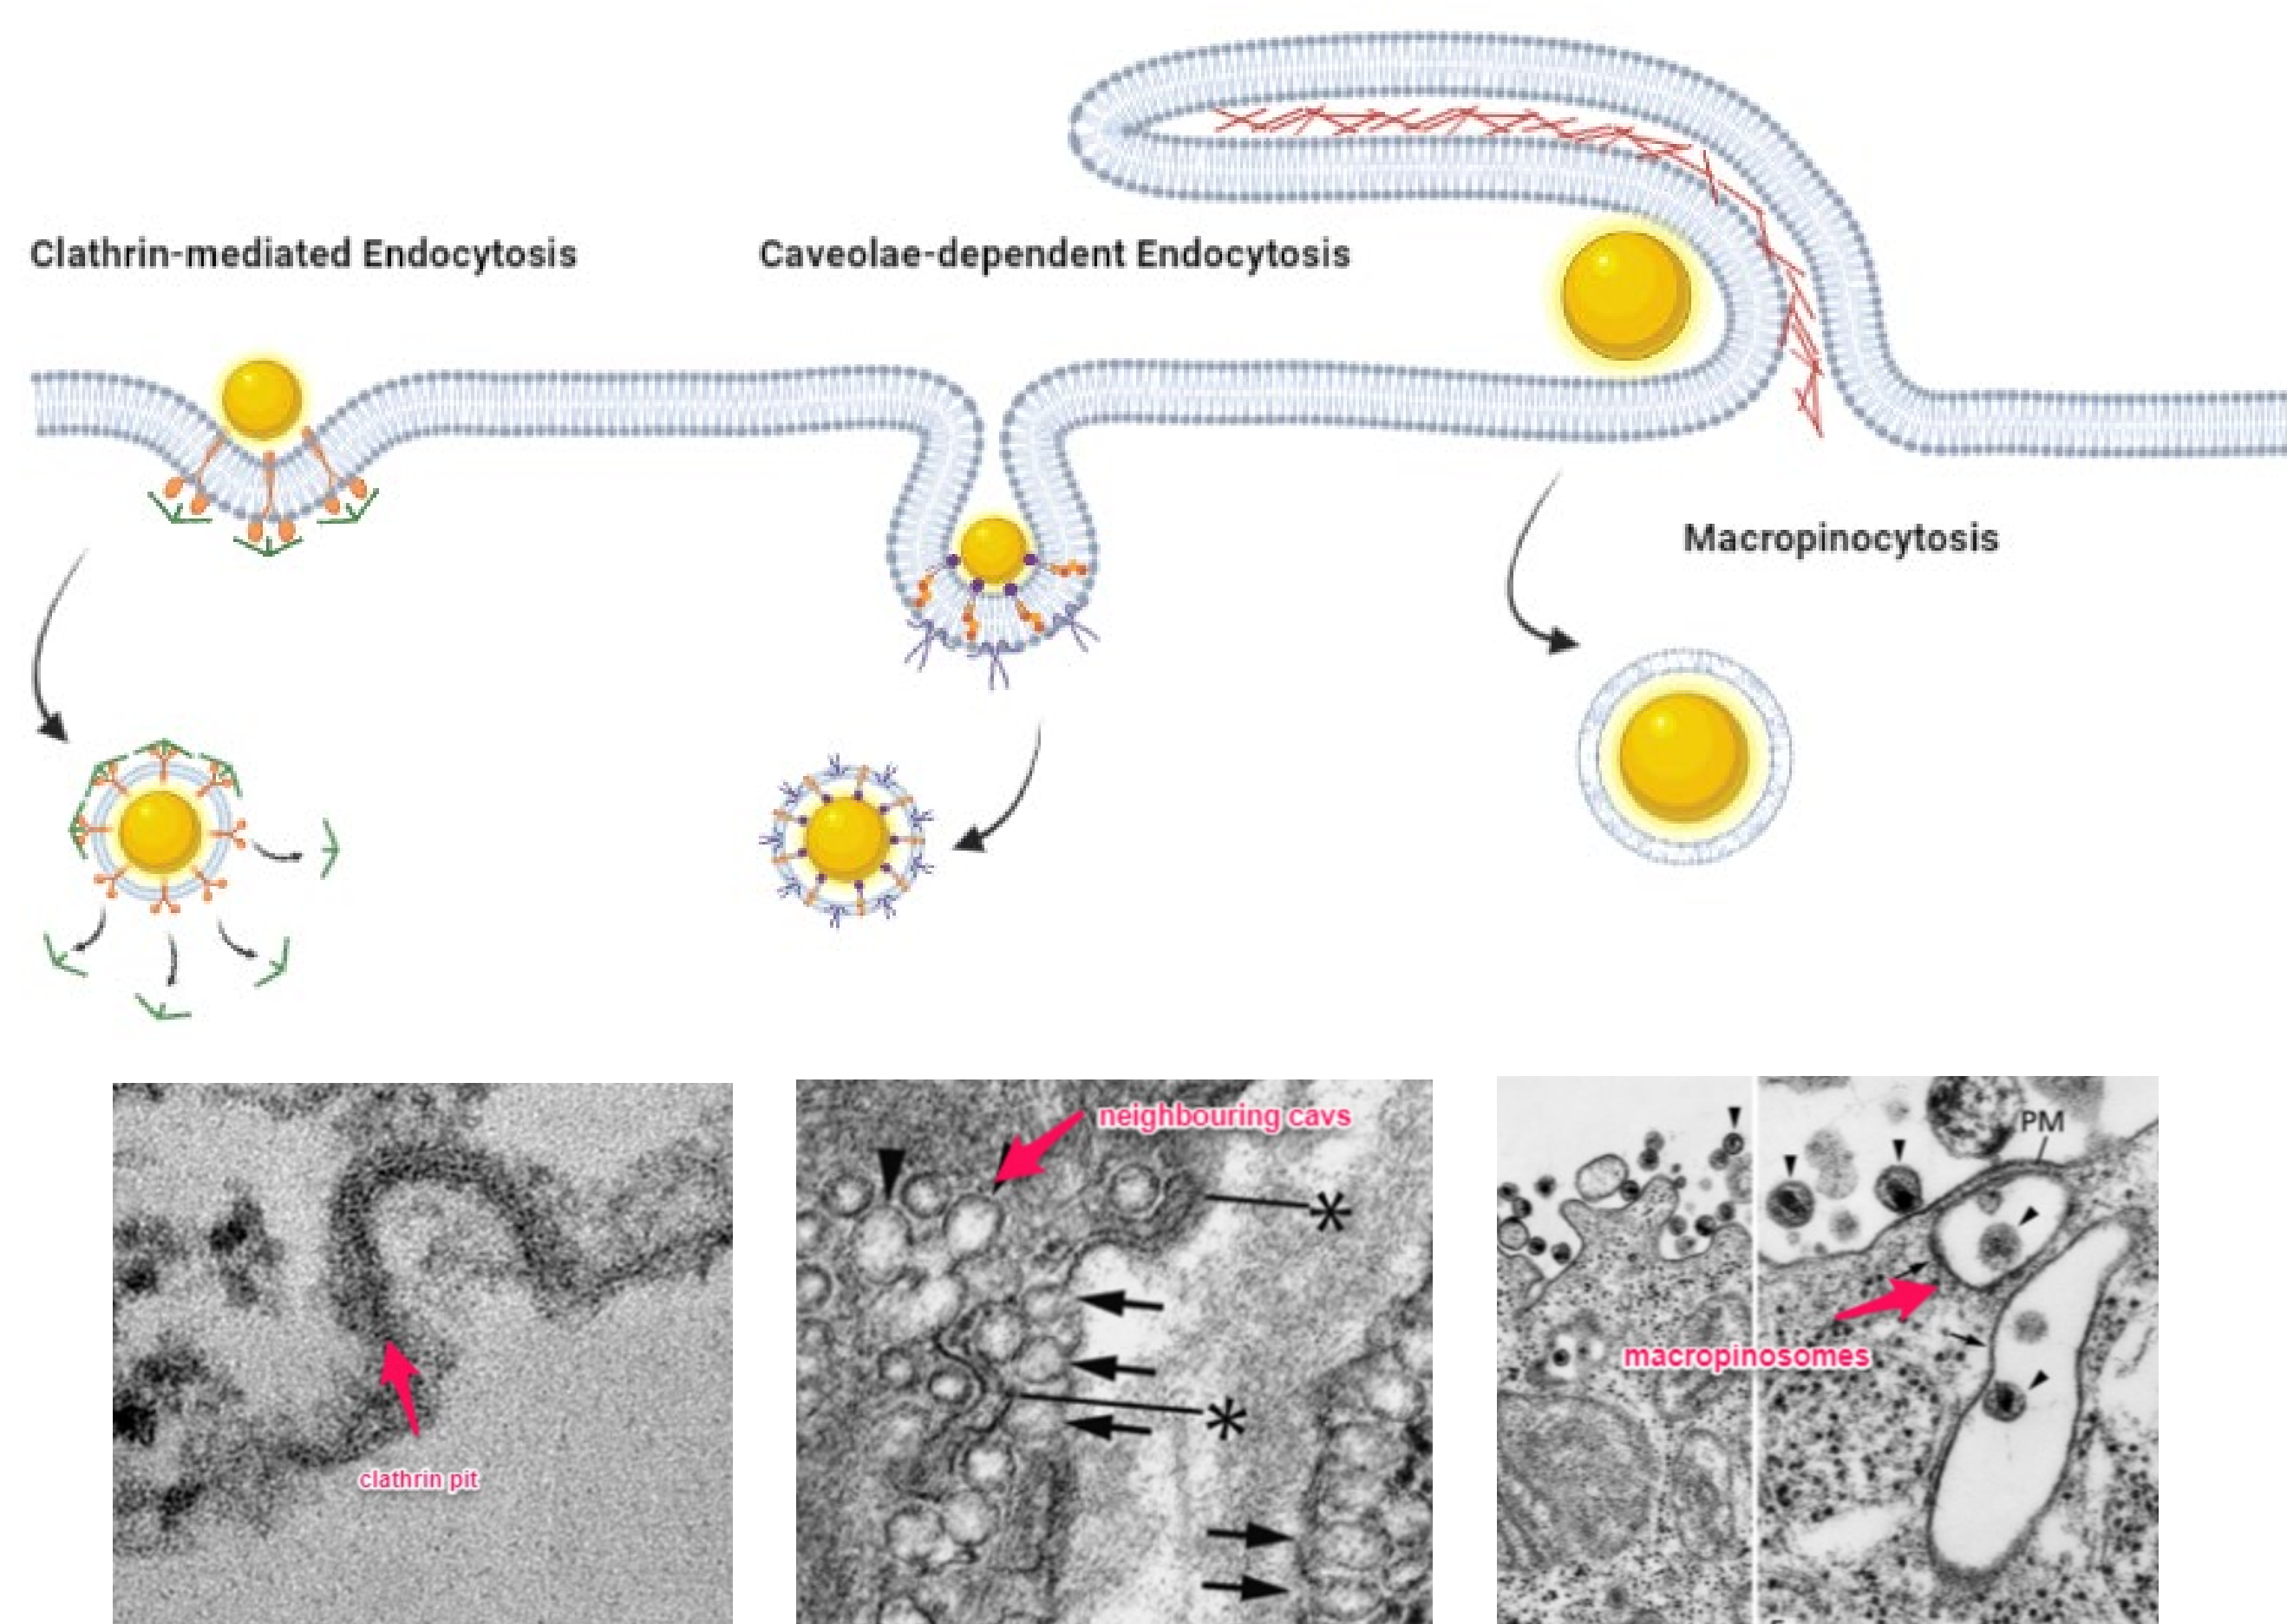 Clathrin-mediated Endocytosis
Caveolae-dependent Endocytosis
Macropinocytosis
clathrin pit
neighbouring cavs
*
*
PM
macropinosomes